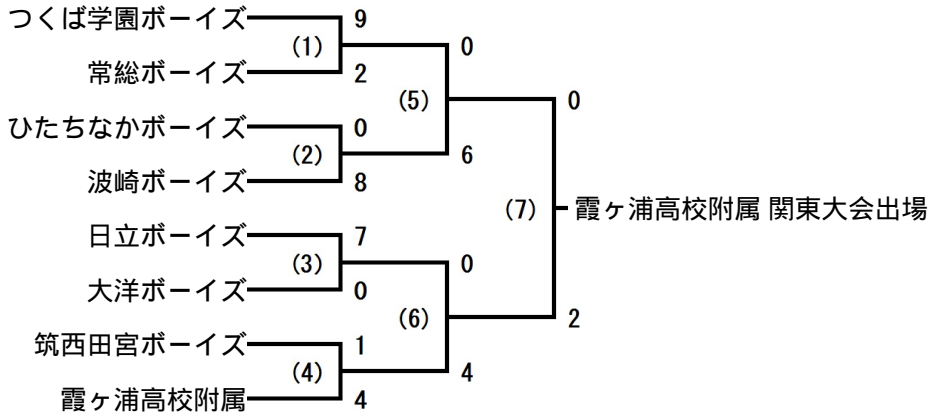 つくば学園ボーイズ 9
(1) 0
常総ボーイズ 2
(5) 0
ひたちなかボーイズ 0
(2) 6
波崎ボーイズ 8
(7) 霞ヶ浦高校附属 関東大会出場
日立ボーイズ 7
(3) 0
大洋ボーイズ 0
(6) 2
筑西田宮ボーイズ 1
(4) 4
霞ヶ浦高校附属 4